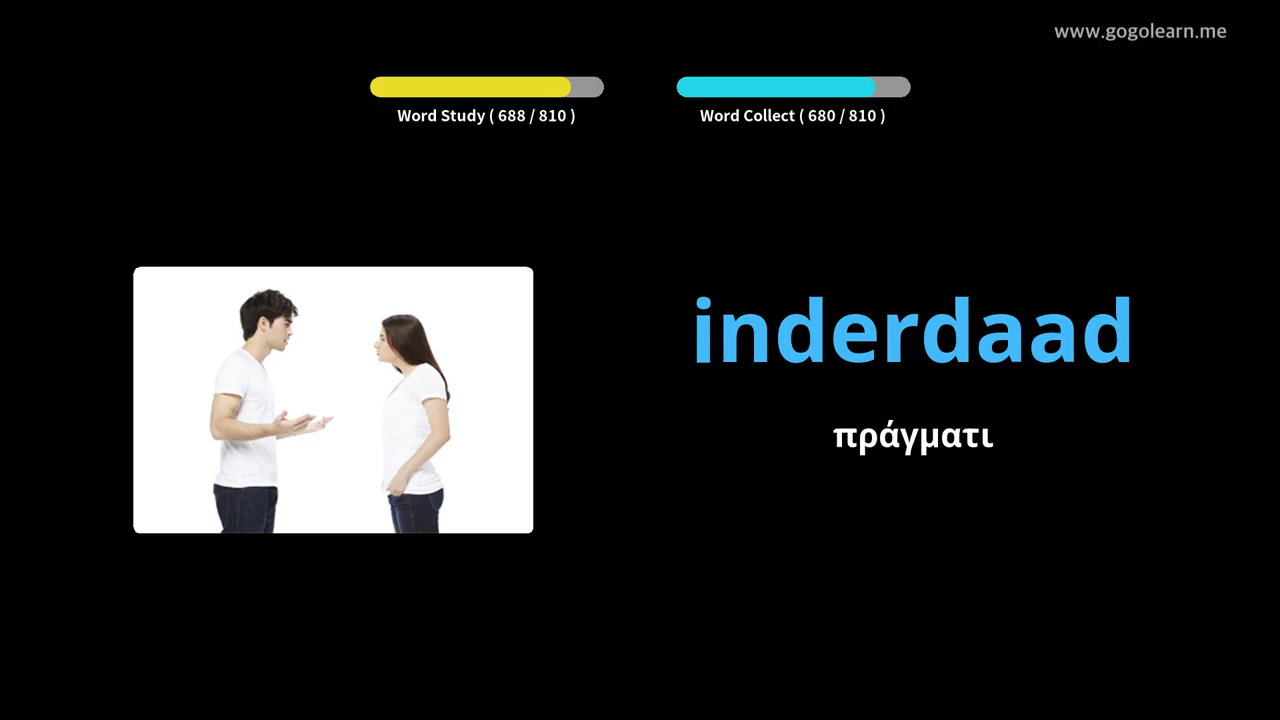 www.gogolearn.me
Word Study ( 688 / 810 )
Word Collect ( 680 / 810 )
inderdaad
πράγματι